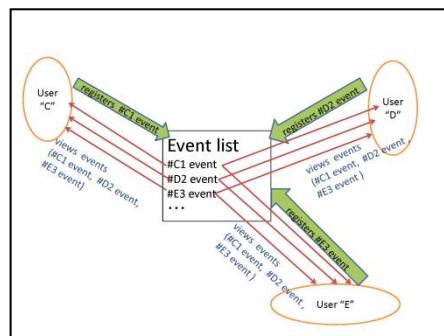 User
"C"
registers #C1 event
views events
(#C1 event, #D2 event,
#E3 event)
Event list
#C1 event
#D2 event
#E3 event
...
registers #D2 event
User
"D"
views events
(#C1 event, #D2 event,
#E3 event )
registers #E3 event
views events
(#C1 event, #D2 event ,
#E3 event )
User "E"